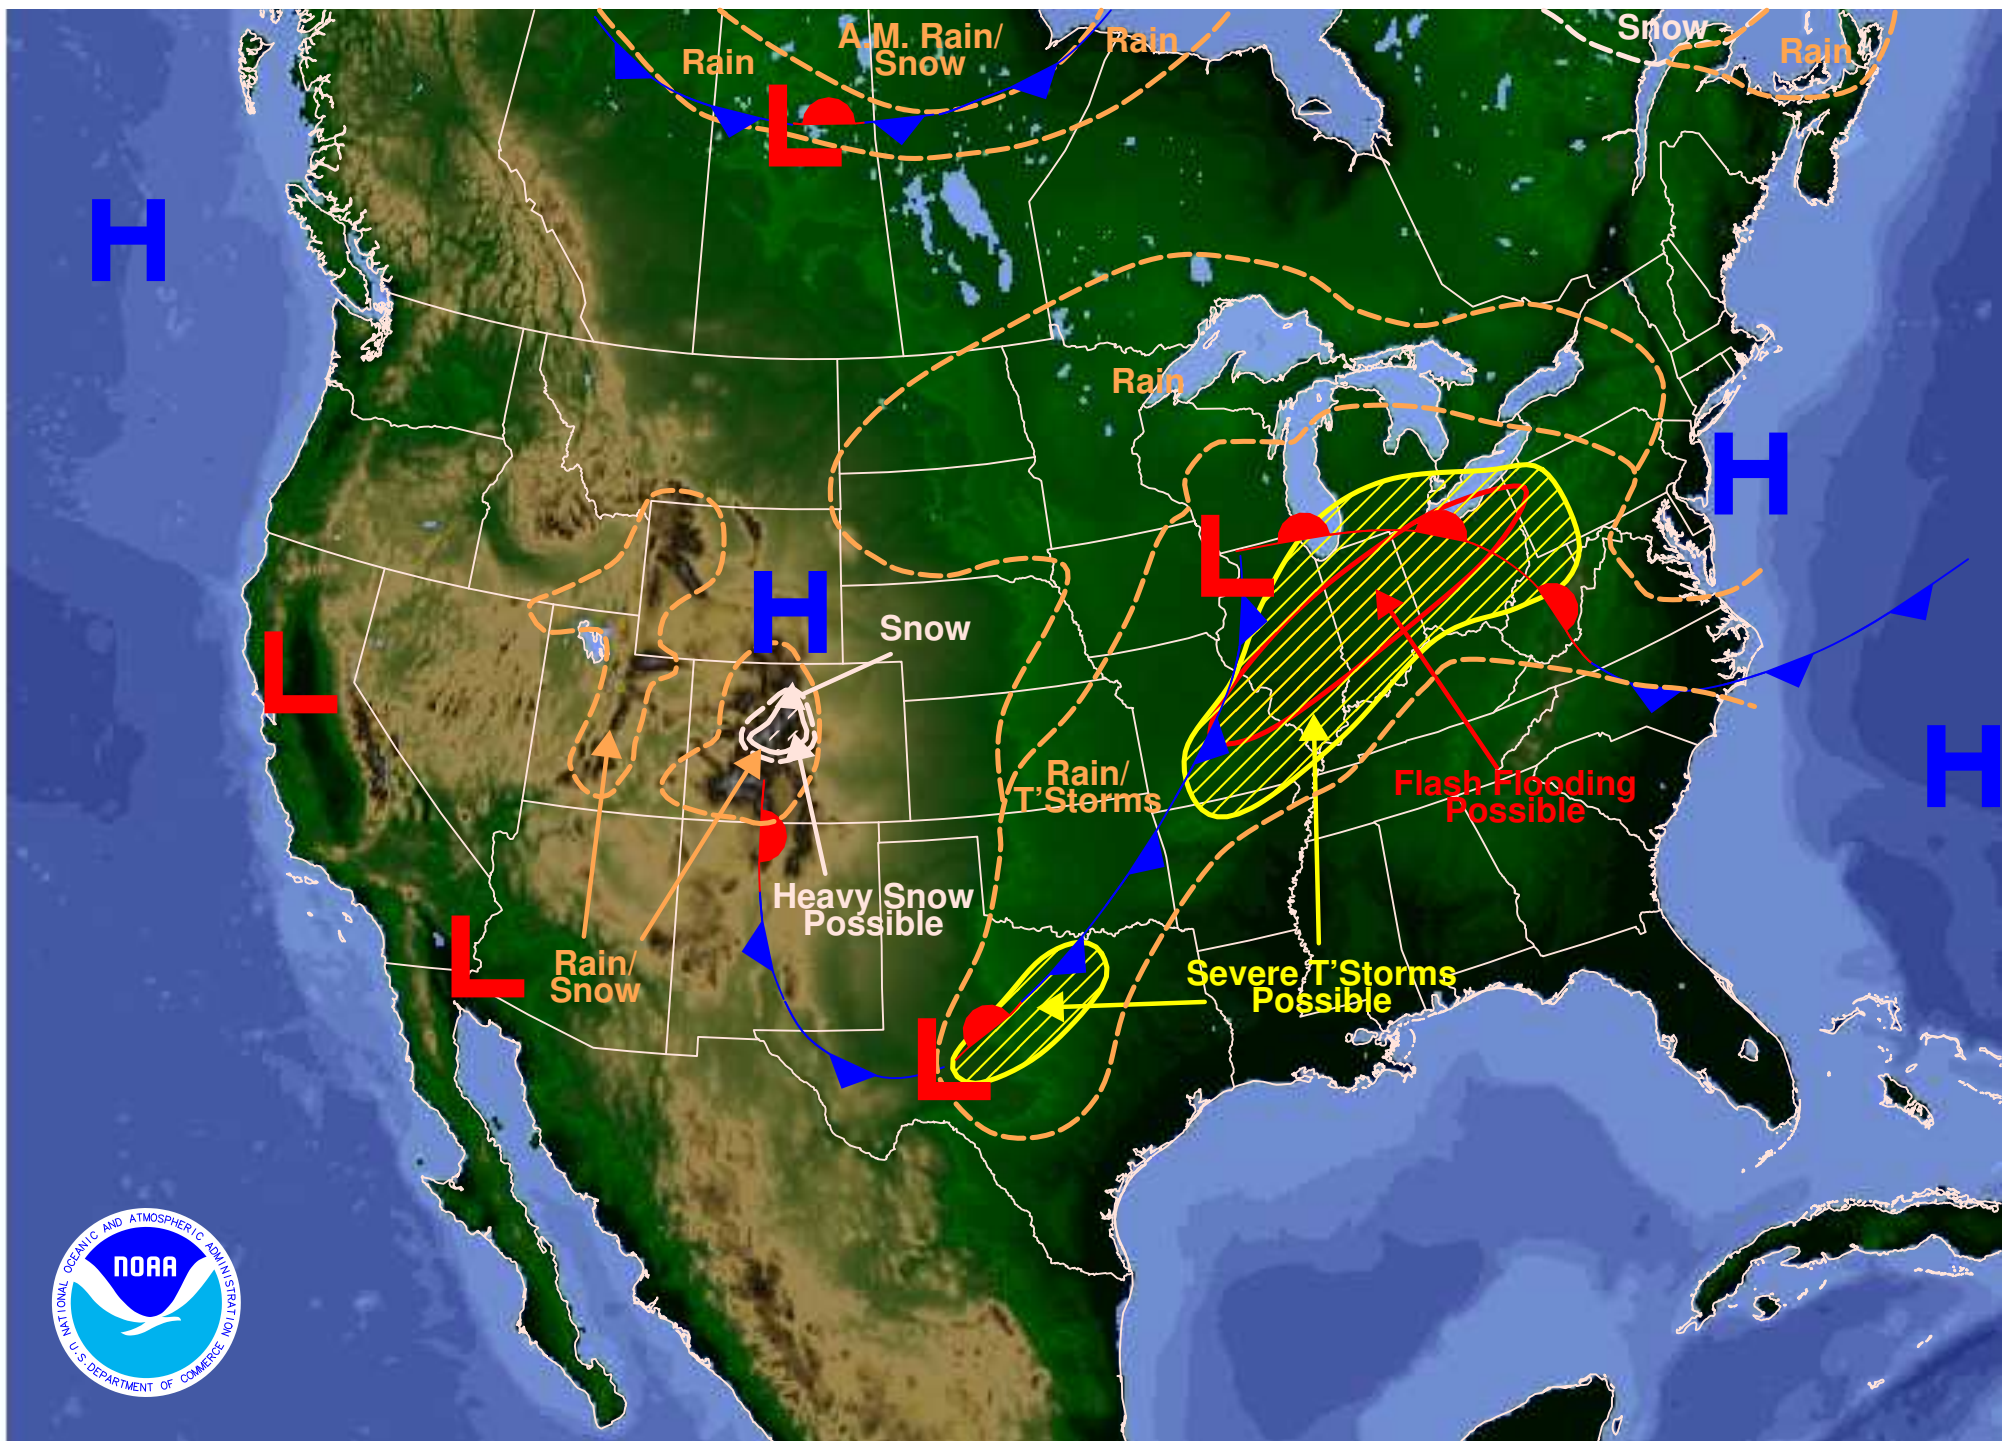 Snow
A.M. Rain/
Snow
Rain
Rain
Rain
L
H
Rain
H
L
H
Snow
L
H
Rain/
T'Storms
Flash Flooding
Possible
Heavy Snow
Possible
L
Rain/
Snow
Severe T'Storms
Possible
L
NATIONAL OCEANIC AND ATMOSPHERIC ADMINISTRATION
NOAA
U.S. DEPARTMENT OF COMMERCE